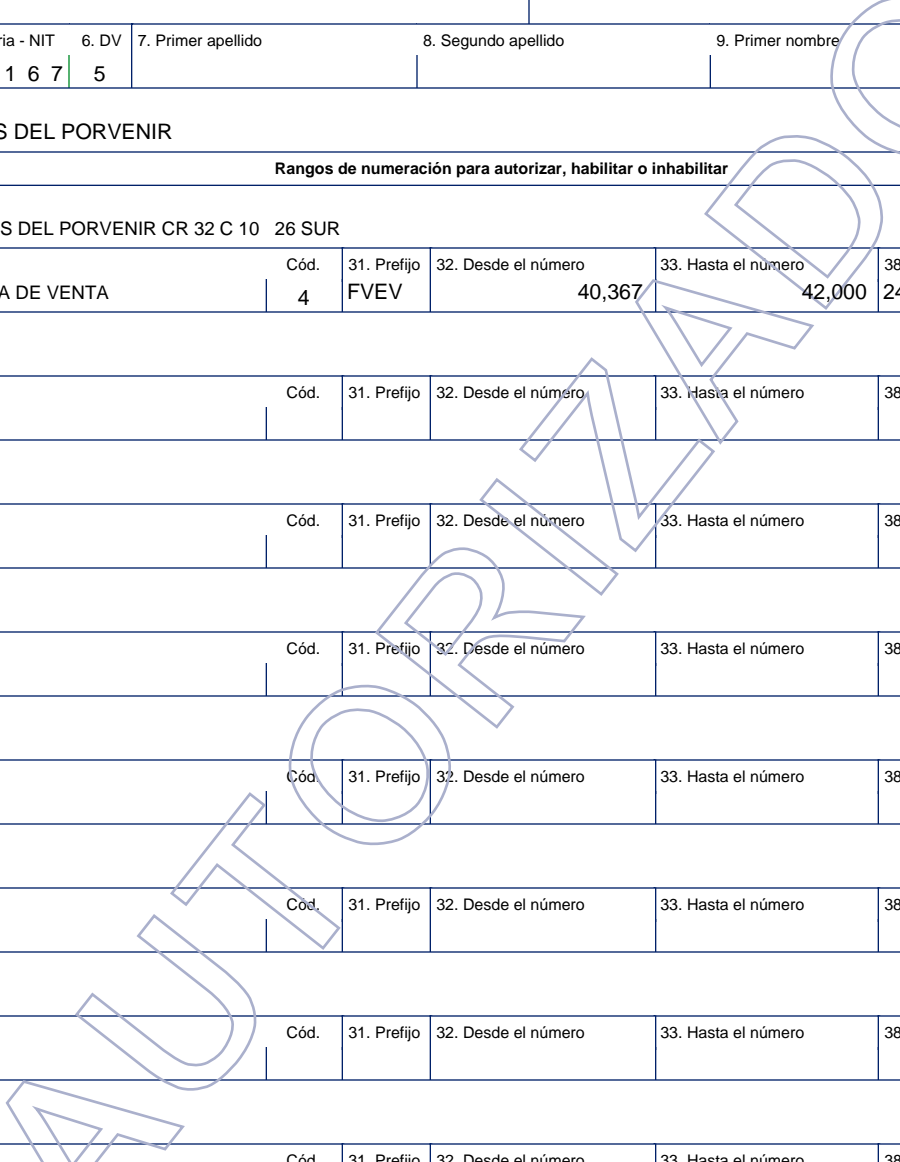 ria - NIT 6. DV 7. Primer apellido 8. Segundo apellido 9. Primer nombre
1 6 7 5
S DEL PORVENIR
Rangos de numeración para autorizar, habilitar o inhabilitar
S DEL PORVENIR CR 32 C 10 26 SUR
Cód. 31. Prefijo 32. Desde el número 33. Hasta el número 38
A DE VENTA 4 FVEV 40,367 42,000 24
Cód. 31. Prefijo 32. Desde el número 33. Hasta el número 38
Cód. 31. Prefijo 32. Desde el número 33. Hasta el número 38
Cód. 31. Prefijo 32. Desde el número 33. Hasta el número 38
Cód. 31. Prefijo 32. Desde el número 33. Hasta el número 38
Cód. 31. Prefijo 32. Desde el número 33. Hasta el número 38
Cód. 31. Prefijo 32. Desde el número 33. Hasta el número 38
Cód. 31. Prefijo 32. Desde el número 33. Hasta el número 38
AUTORIZADO